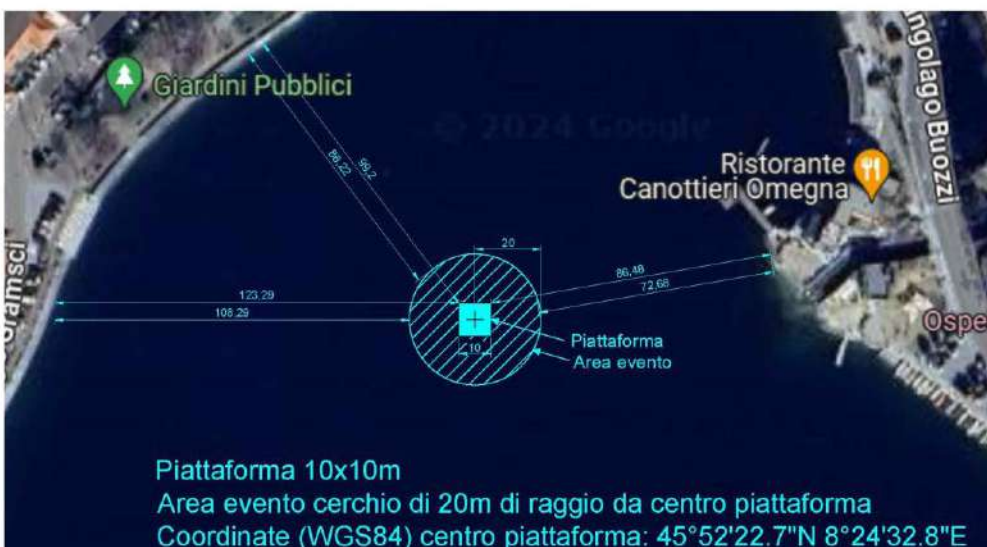 ngolago Buozzi
Giardini Pubblici
© 2024 Google
Ristorante
Canottieri Omegna
99,2
86,22
20
86,48
72,68
123,29
108,29
Gramsci
Ospe
Piattaforma
10
Area evento
Piattaforma 10x10m
Area evento cerchio di 20m di raggio da centro piattaforma
Coordinate (WGS84) centro piattaforma: 45°52'22.7"N 8°24'32.8"E